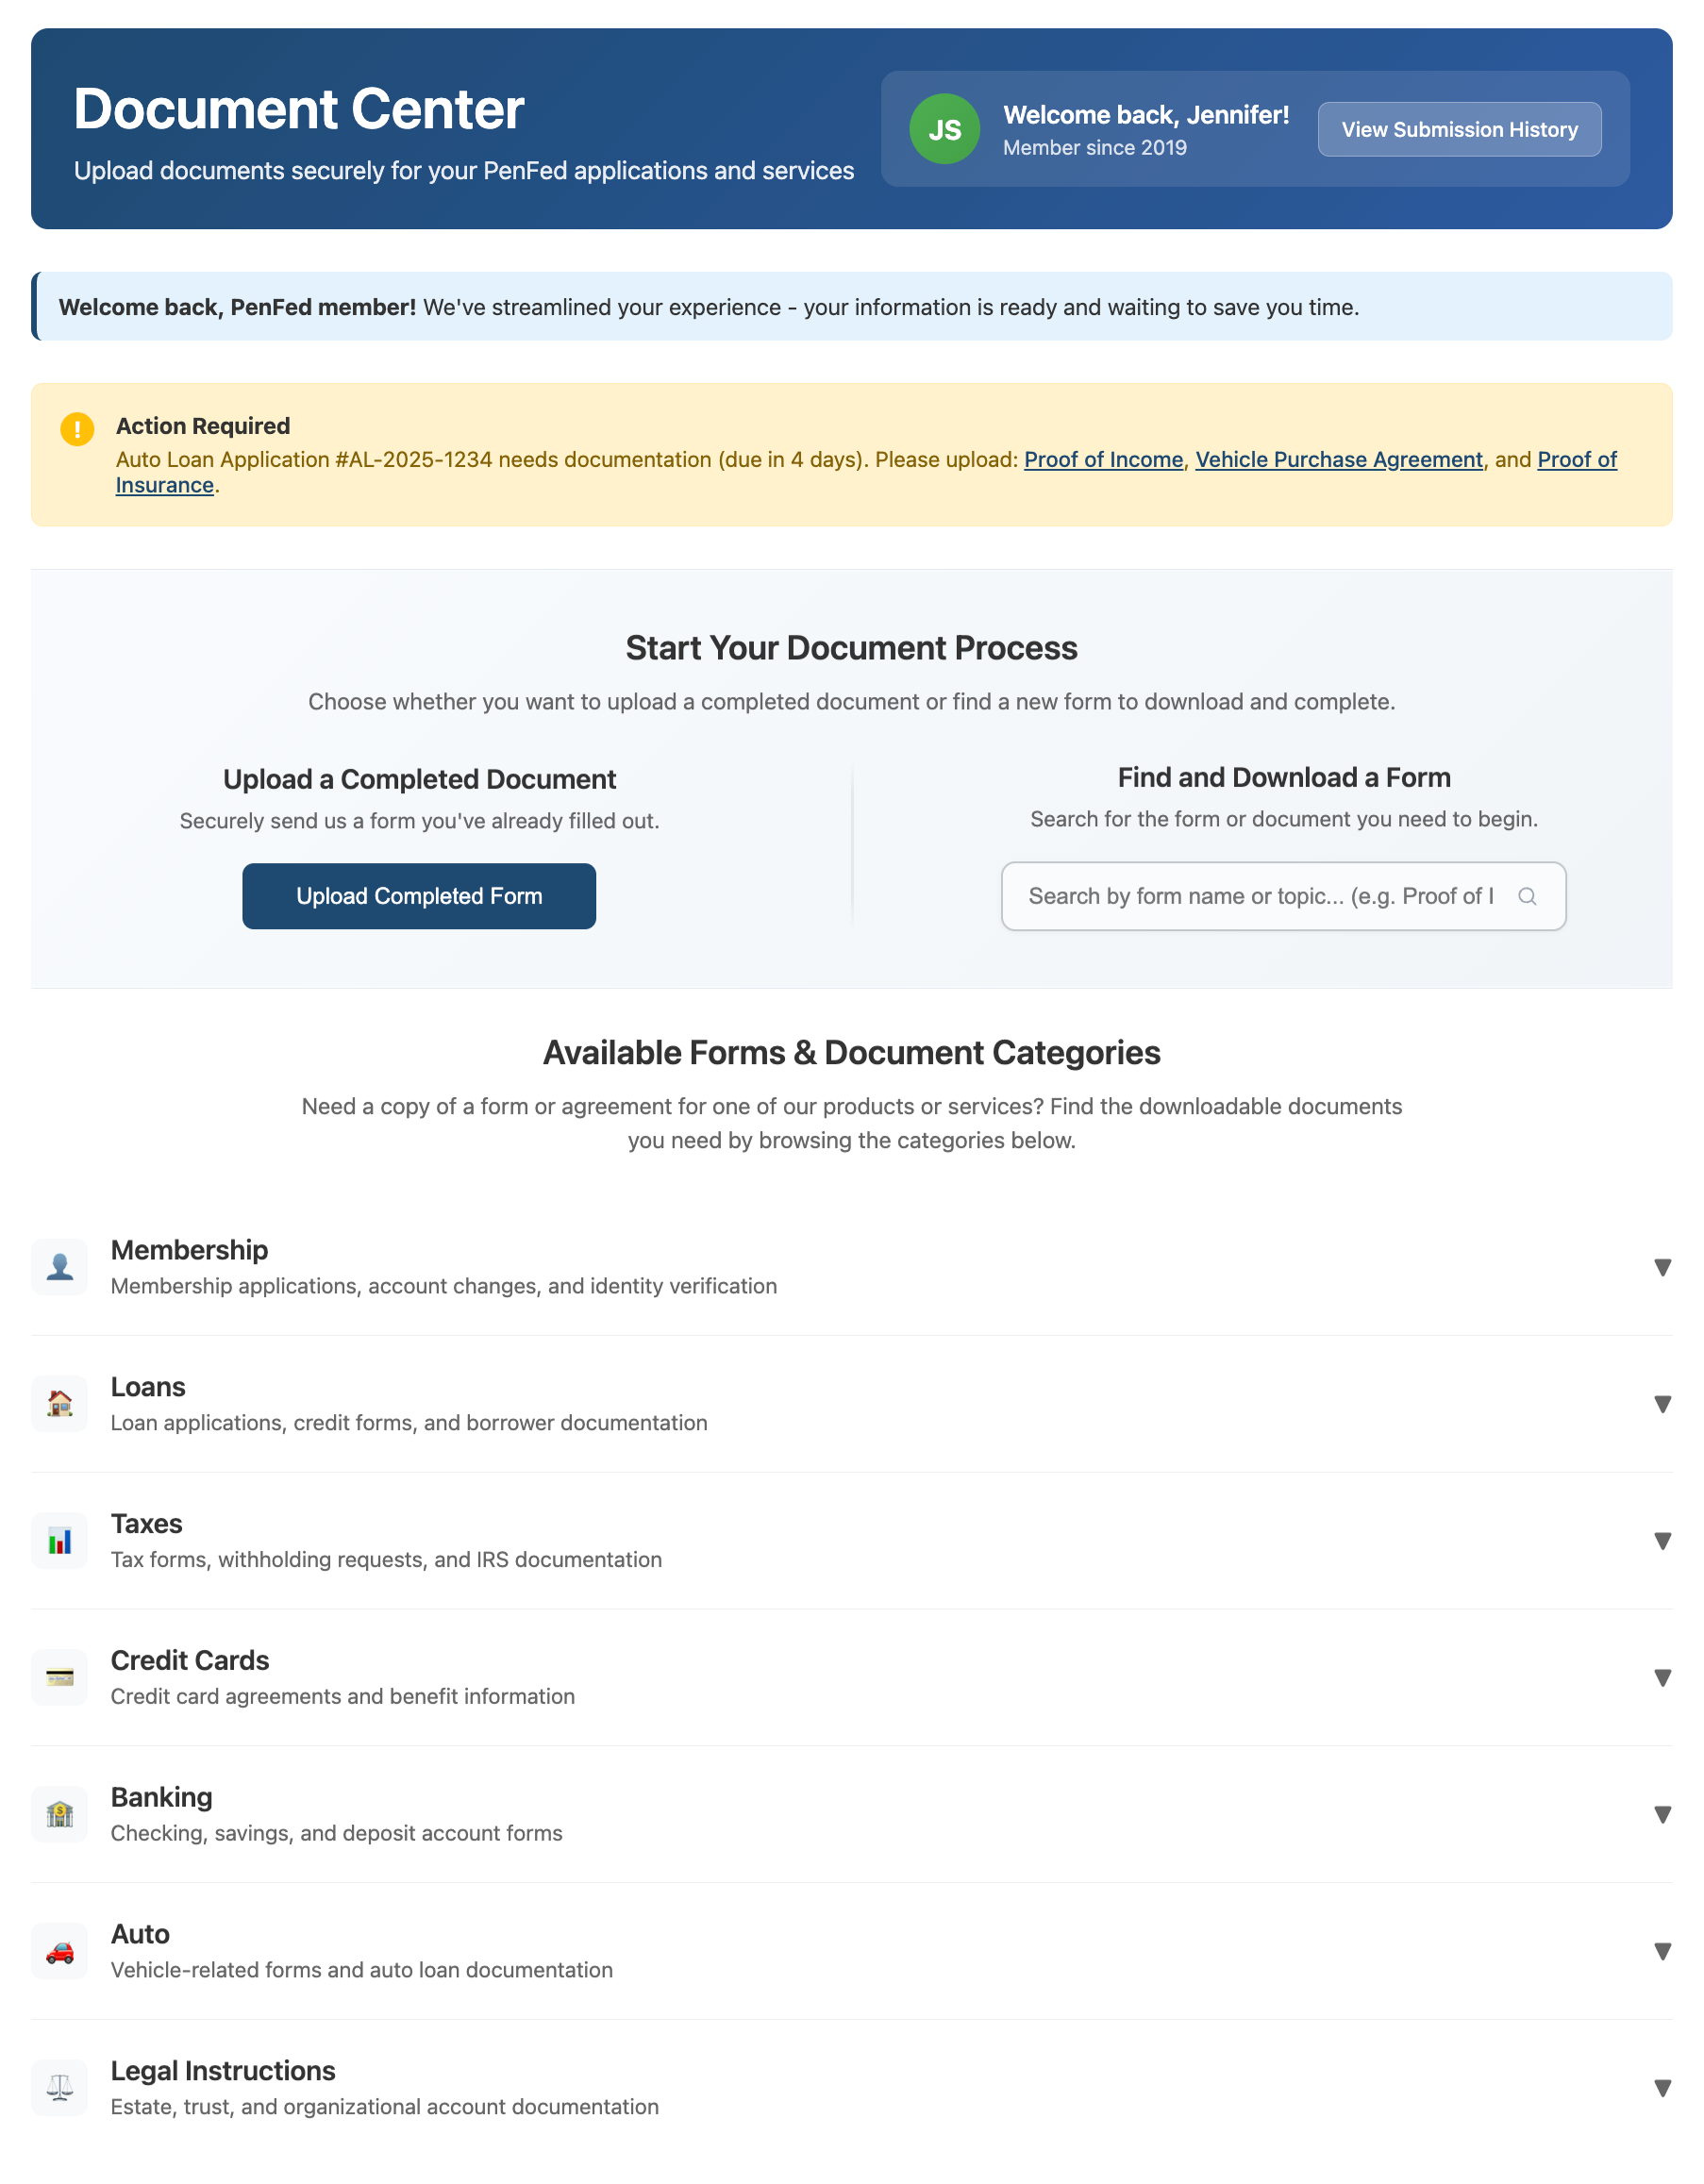 Document Center
Upload documents securely for your PenFed applications and services
JS
Welcome back, Jennifer!
Member since 2019
View Submission History
Welcome back, PenFed member! We've streamlined your experience - your information is ready and waiting to save you time.
!
Action Required
Auto Loan Application #AL-2025-1234 needs documentation (due in 4 days). Please upload: Proof of Income, Vehicle Purchase Agreement, and Proof of
Insurance.
Start Your Document Process
Choose whether you want to upload a completed document or find a new form to download and complete.
Upload a Completed Document
Securely send us a form you've already filled out.
Upload Completed Form
Find and Download a Form
Search for the form or document you need to begin.
Search by form name or topic... (e.g. Proof of I
Available Forms & Document Categories
Need a copy of a form or agreement for one of our products or services? Find the downloadable documents
you need by browsing the categories below.
Membership
Membership applications, account changes, and identity verification
Loans
Loan applications, credit forms, and borrower documentation
Taxes
Tax forms, withholding requests, and IRS documentation
Credit Cards
Credit card agreements and benefit information
Banking
Checking, savings, and deposit account forms
Auto
Vehicle-related forms and auto loan documentation
Legal Instructions
Estate, trust, and organizational account documentation